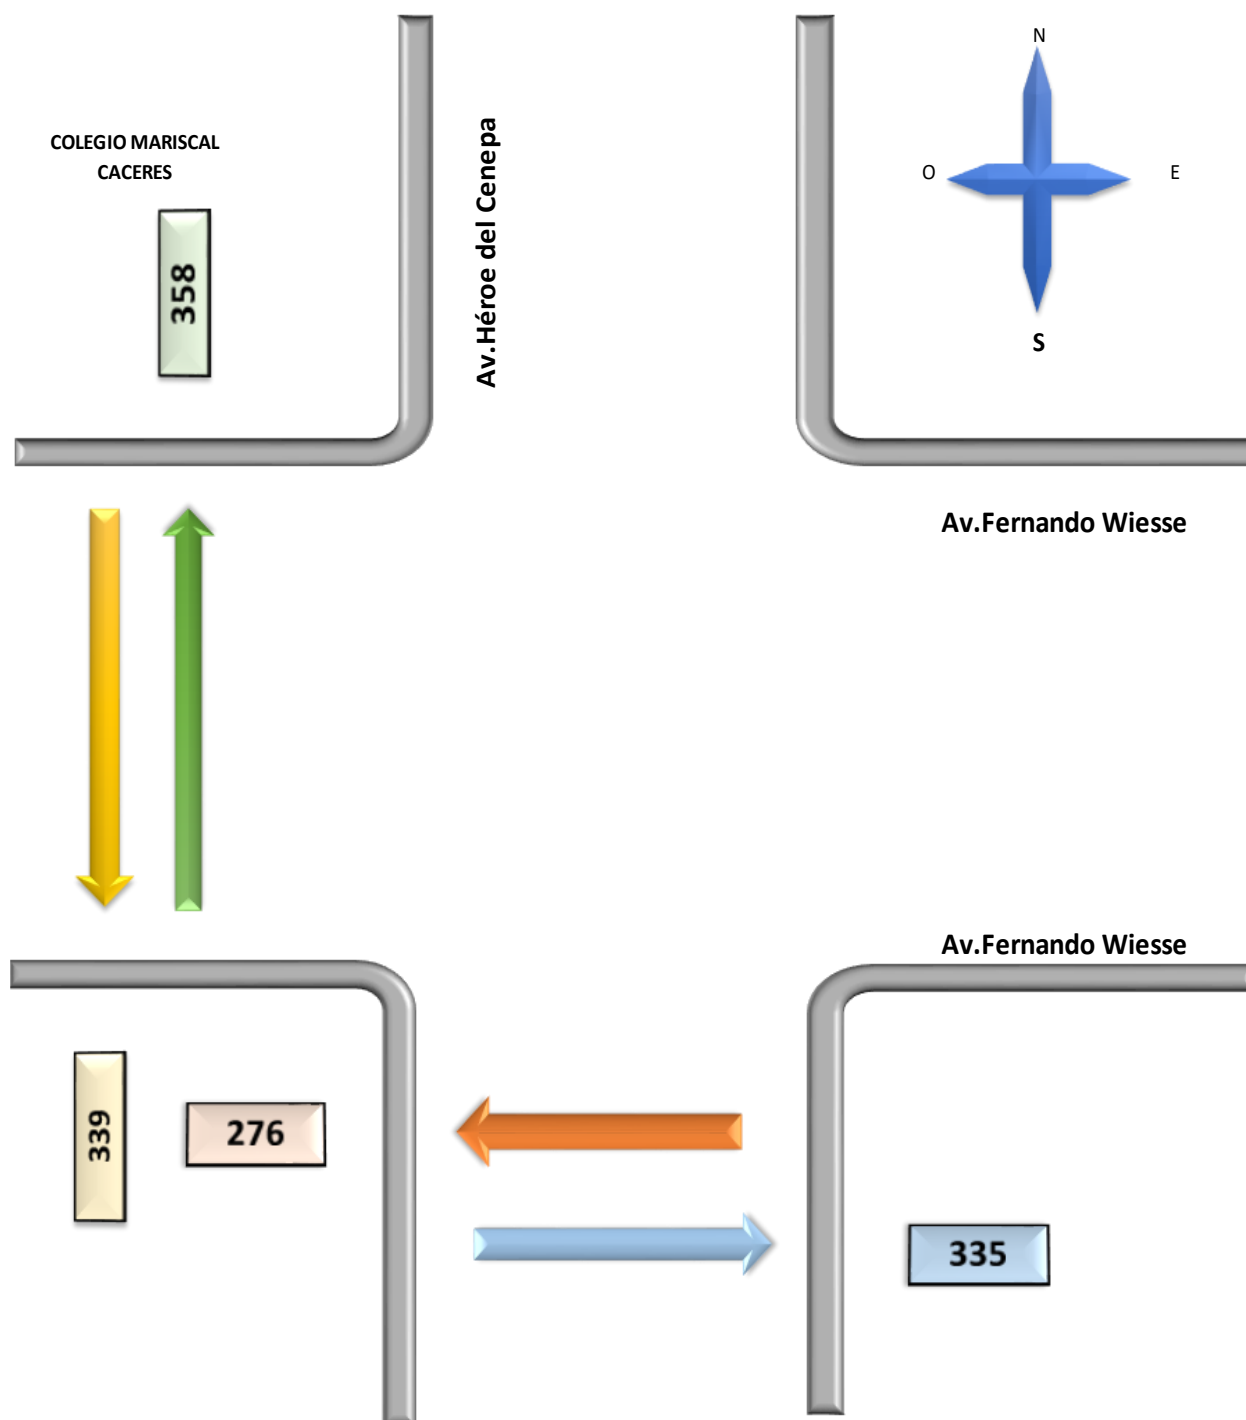 N
COLEGIO MARISCAL
CACERES
Av.Héroe del Cenepa
O
E
358
S
Av.Fernando Wiesse
Av.Fernando Wiesse
339
276
335